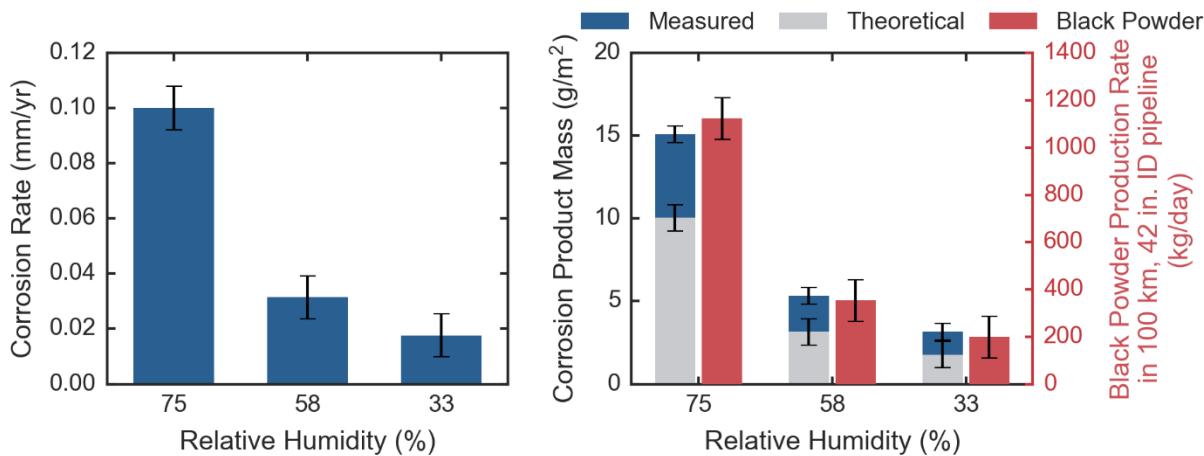 Measured
Theoretical
Black Powder
Corrosion Rate (mm/yr)
0.12
0.10
0.08
0.06
0.04
0.02
0.00
75
58
33
Relative Humidity (%)
Corrosion Product Mass (g/m²)
20
15
10
5
0
75
58
33
Relative Humidity (%)
1400
1200
1000
800
600
400
200
0
Black Powder Production Rate
in 100 km, 42 in. ID pipeline
(kg/day)